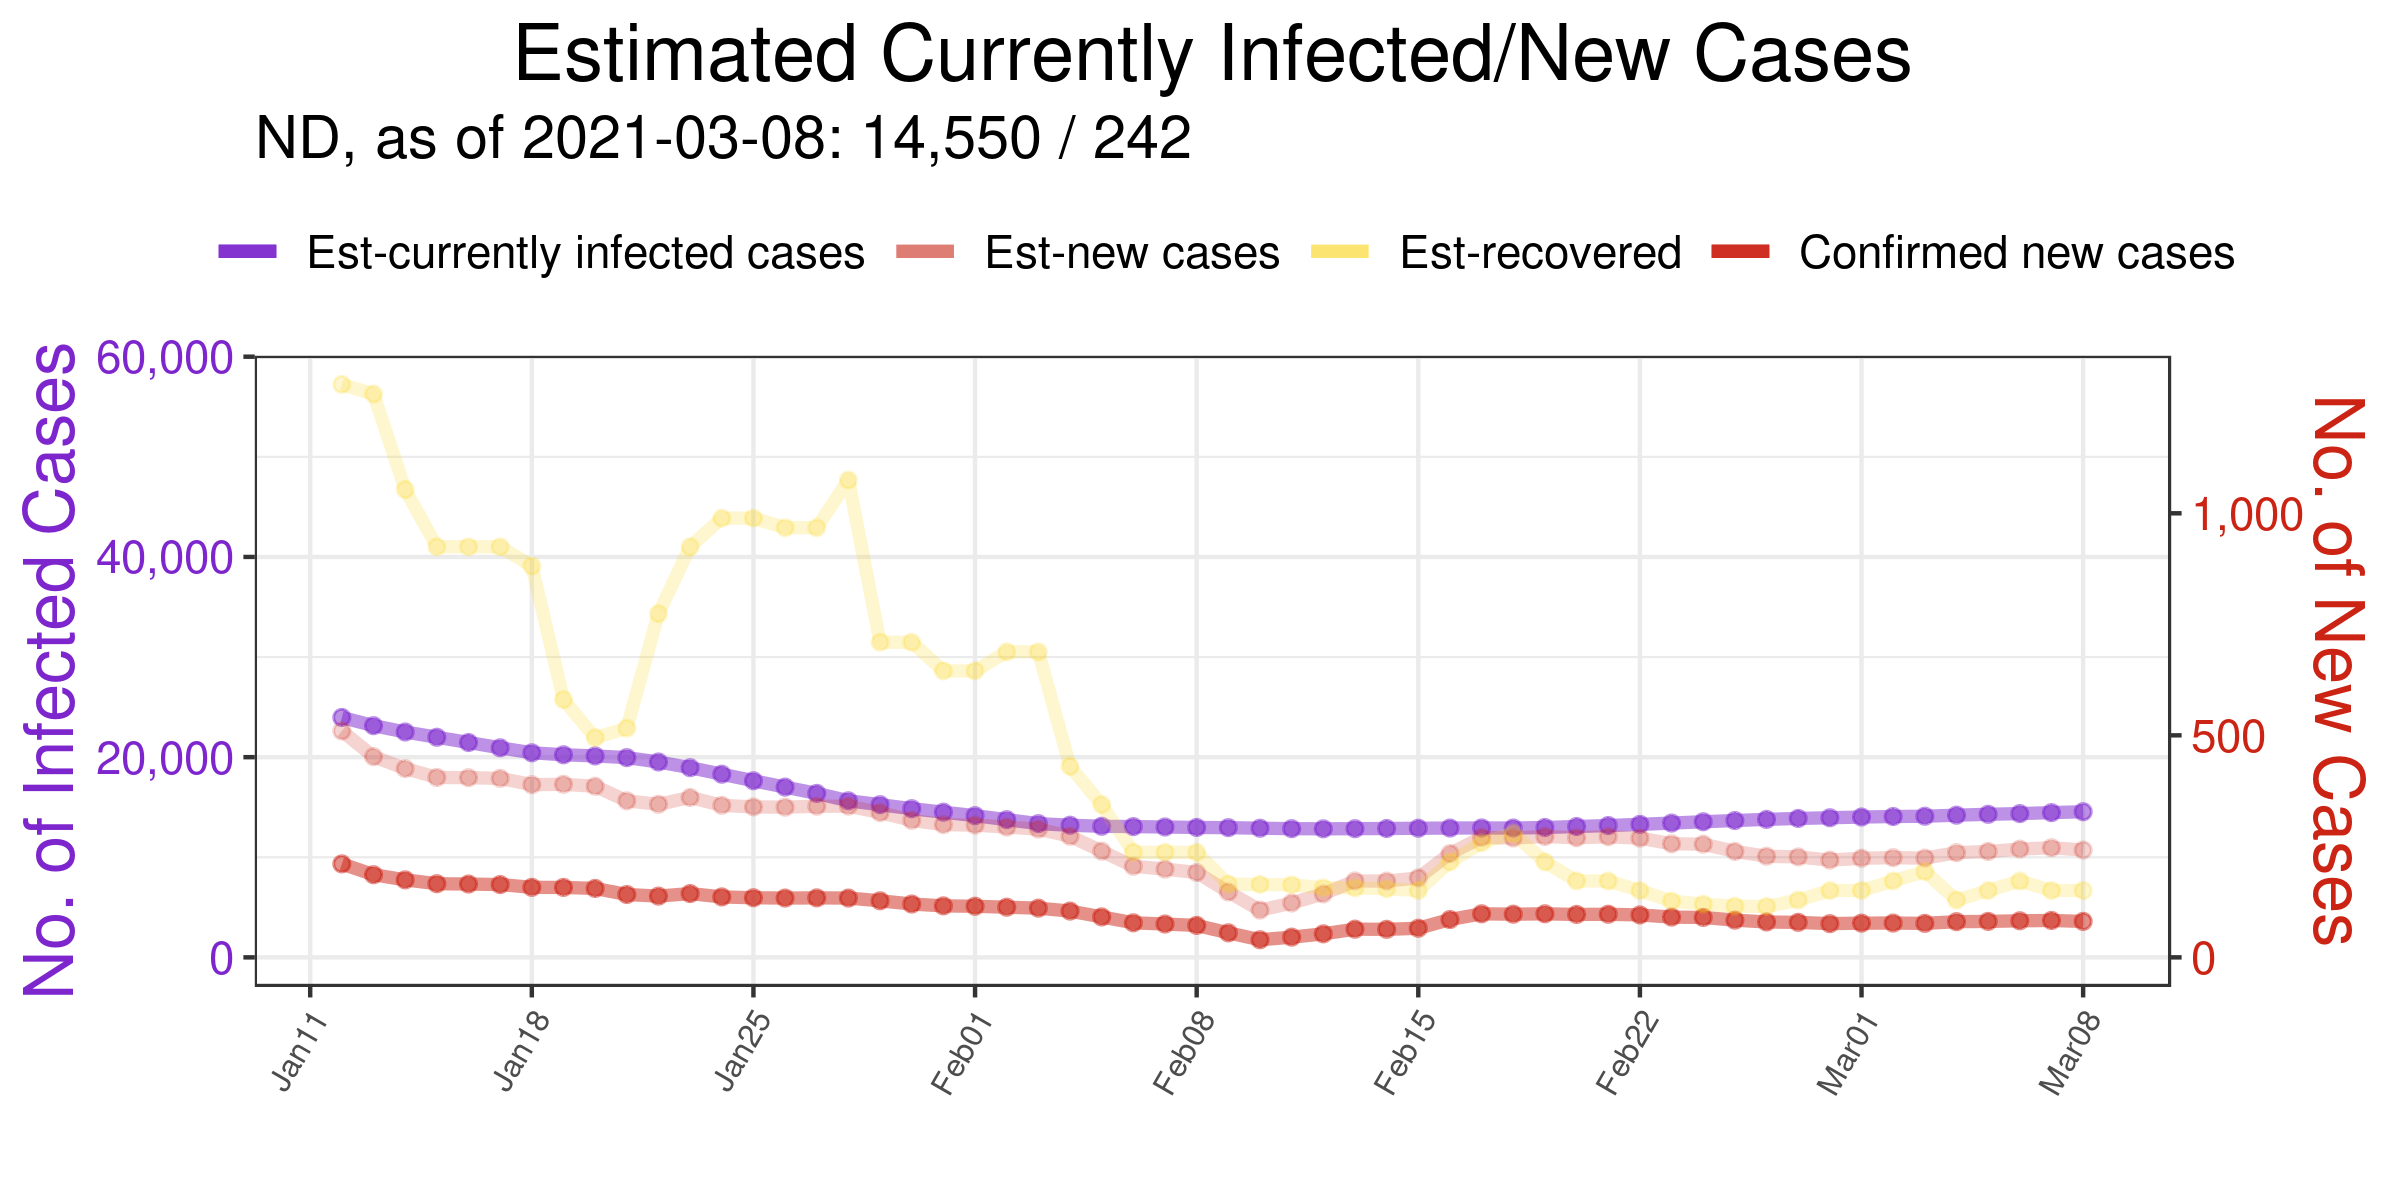 Estimated Currently Infected/New Cases
ND, as of 2021-03-08: 14,550 / 242
Est-currently infected cases Est-new cases Est-recovered Confirmed new cases
No. of Infected Cases
60,000
40,000
20,000
0
1,000
500
0
No. of New Cases
Jan11 Jan18 Jan25 Feb01 Feb08 Feb15 Feb22 Mar01 Mar08